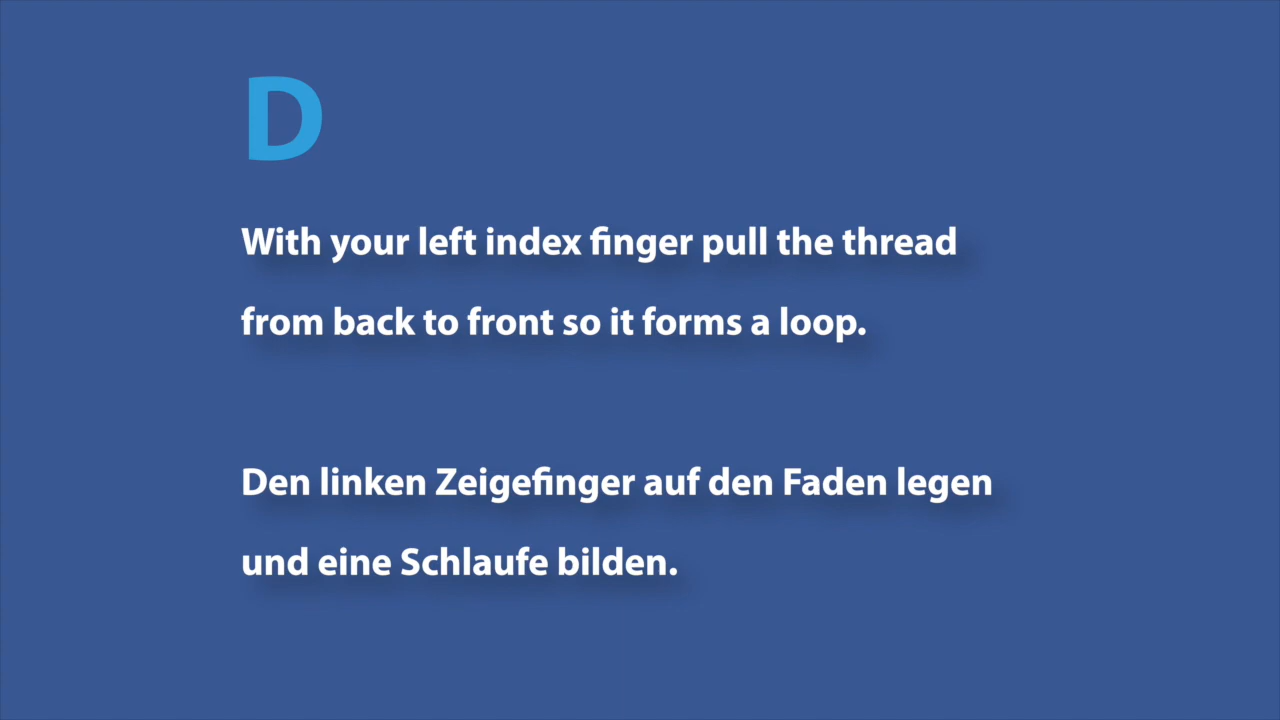 D
With your left index finger pull the thread
from back to front so it forms a loop.
Den linken Zeigefinger auf den Faden legen
und eine Schlaufe bilden.